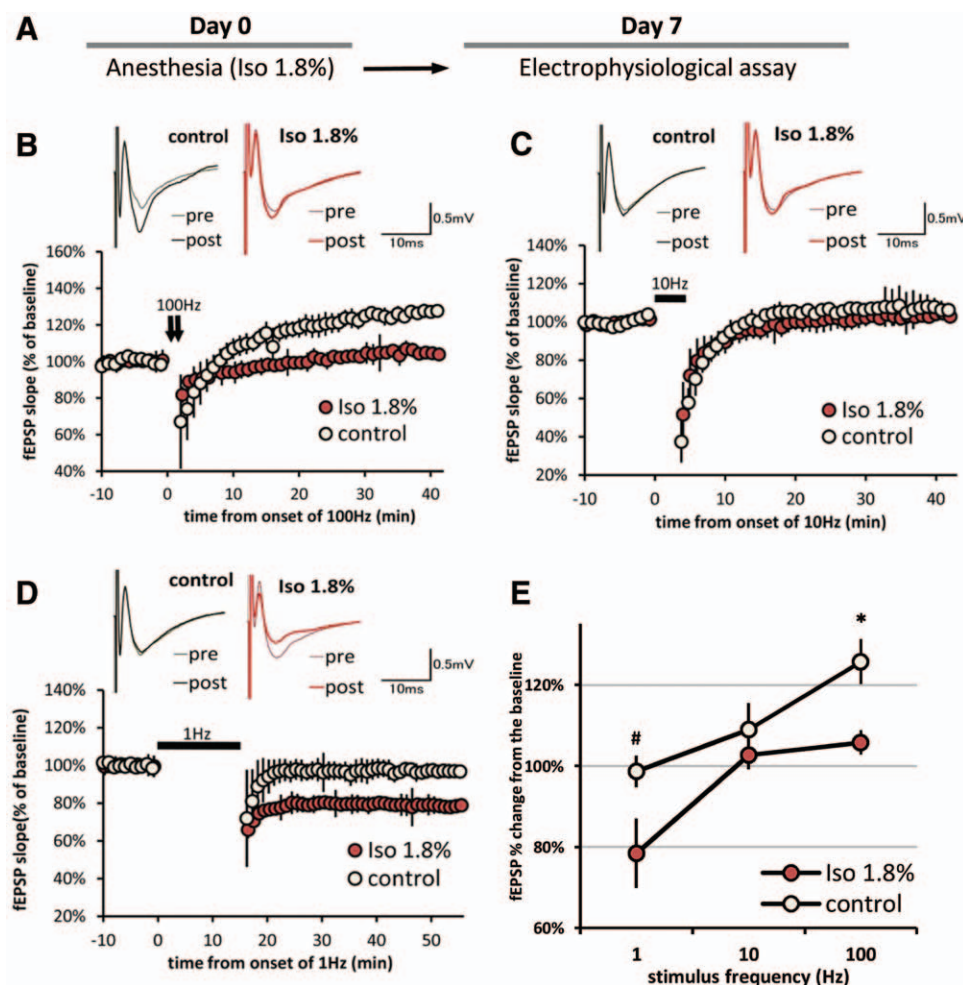 A
Day 0
Day 7
Anesthesia (Iso 1.8%)
Electrophysiological assay
B
control
Iso 1.8%
pre
post
pre
post
0.5mV
10ms
160%
140%
120%
100%
80%
60%
40%
fEPSP slope (% of baseline)
100Hz
Iso 1.8%
control
-10
0
10
20
30
40
time from onset of 100Hz (min)
C
control
Iso 1.8%
pre
post
pre
post
0.5mV
10ms
140%
120%
100%
80%
60%
40%
20%
fEPSP slope (% of baseline)
10Hz
Iso 1.8%
control
-10
0
10
20
30
40
time from onset of 10Hz (min)
D
control
Iso 1.8%
pre
post
pre
post
0.5mV
10ms
140%
120%
100%
80%
60%
40%
20%
fEPSP slope(% of baseline)
1Hz
Iso 1.8%
control
-10
0
10
20
30
40
50
time from onset of 1Hz (min)
E
fEPSP % change from the baseline
120%
100%
80%
60%
#
*
Iso 1.8%
control
1
10
100
stimulus frequency (Hz)